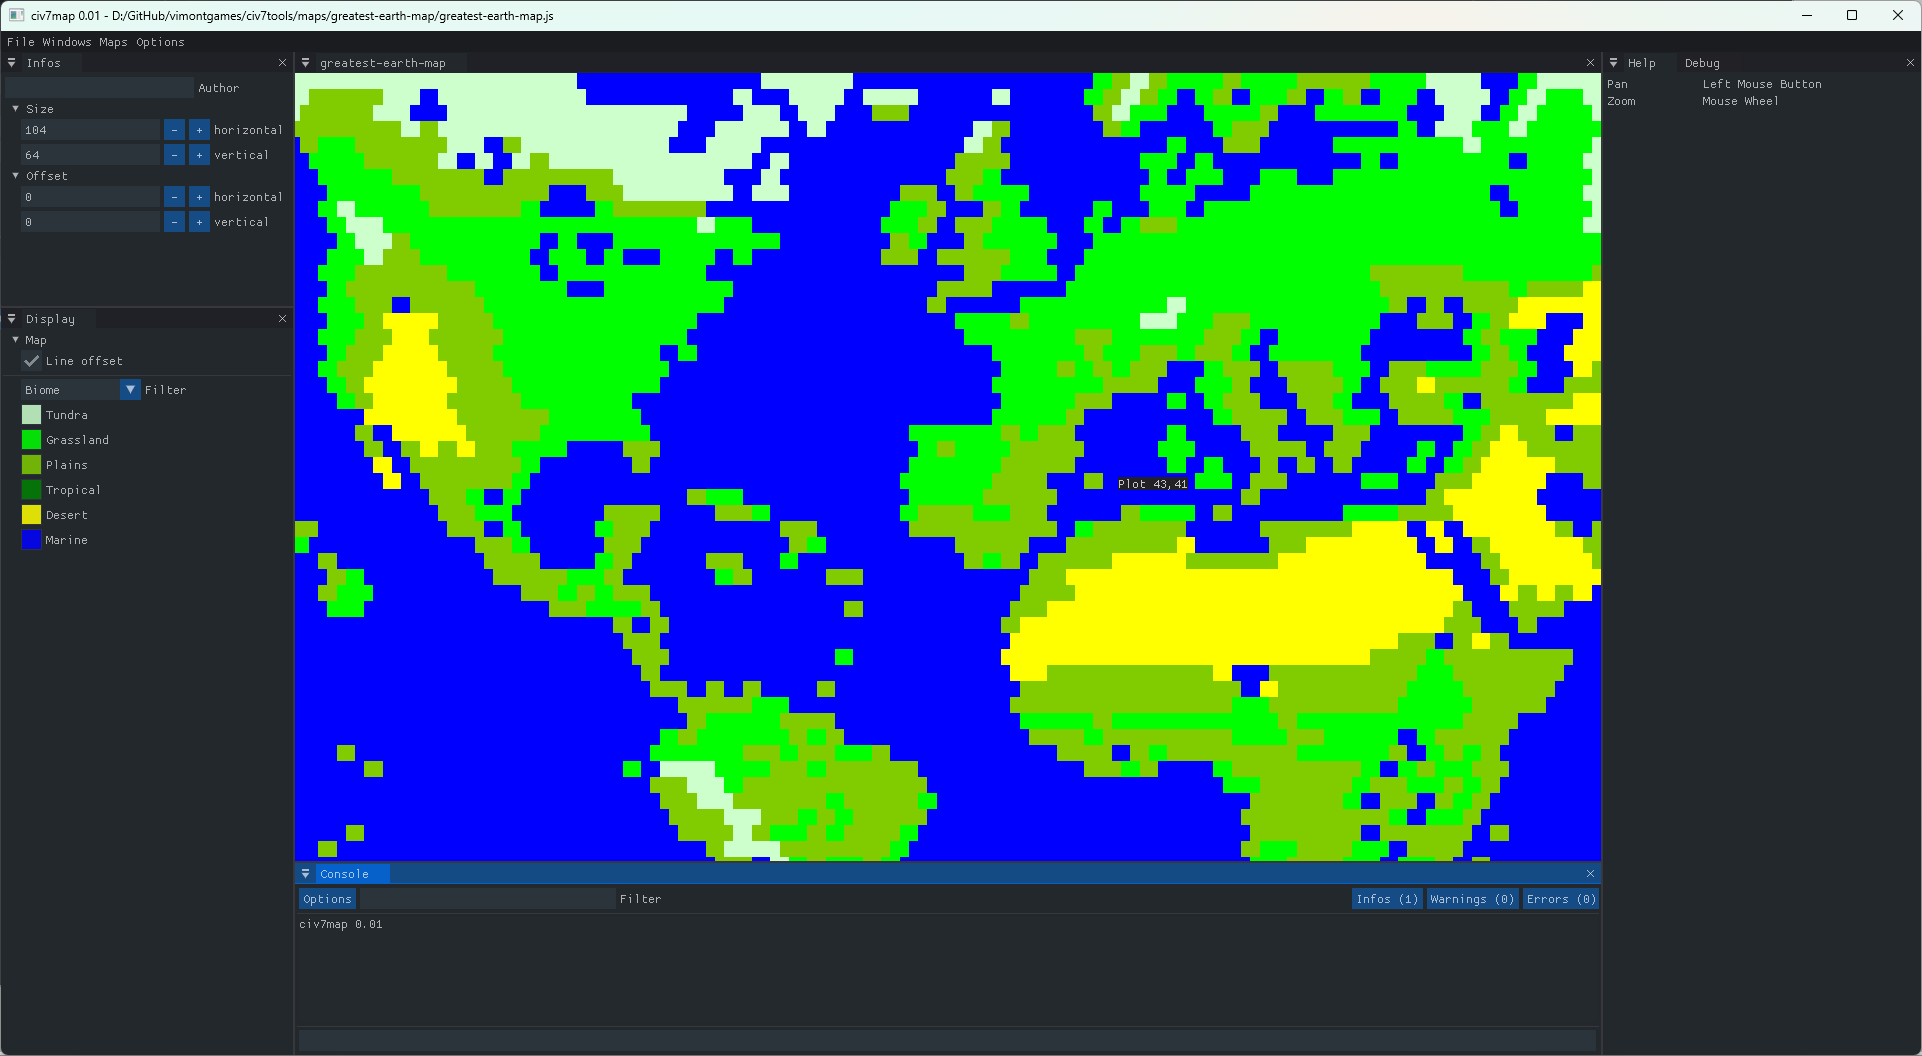 civ7map 0.01 - D:/GitHub/vimontgames/civ7tools/maps/greatest-earth-map/greatest-earth-map.js
File Windows Maps Options
Infos
Author
Size
104 - + horizontal
64 - + vertical
Offset
0 - + horizontal
0 - + vertical
Display
Map
Line offset
Biome Filter
Tundra
Grassland
Plains
Tropical
Desert
Marine
greatest-earth-map
Plot 43,41
Console
Options Filter Infos (1) Warnings (0) Errors (0)
civ7map 0.01
Help Debug
Pan Left Mouse Button
Zoom Mouse Wheel